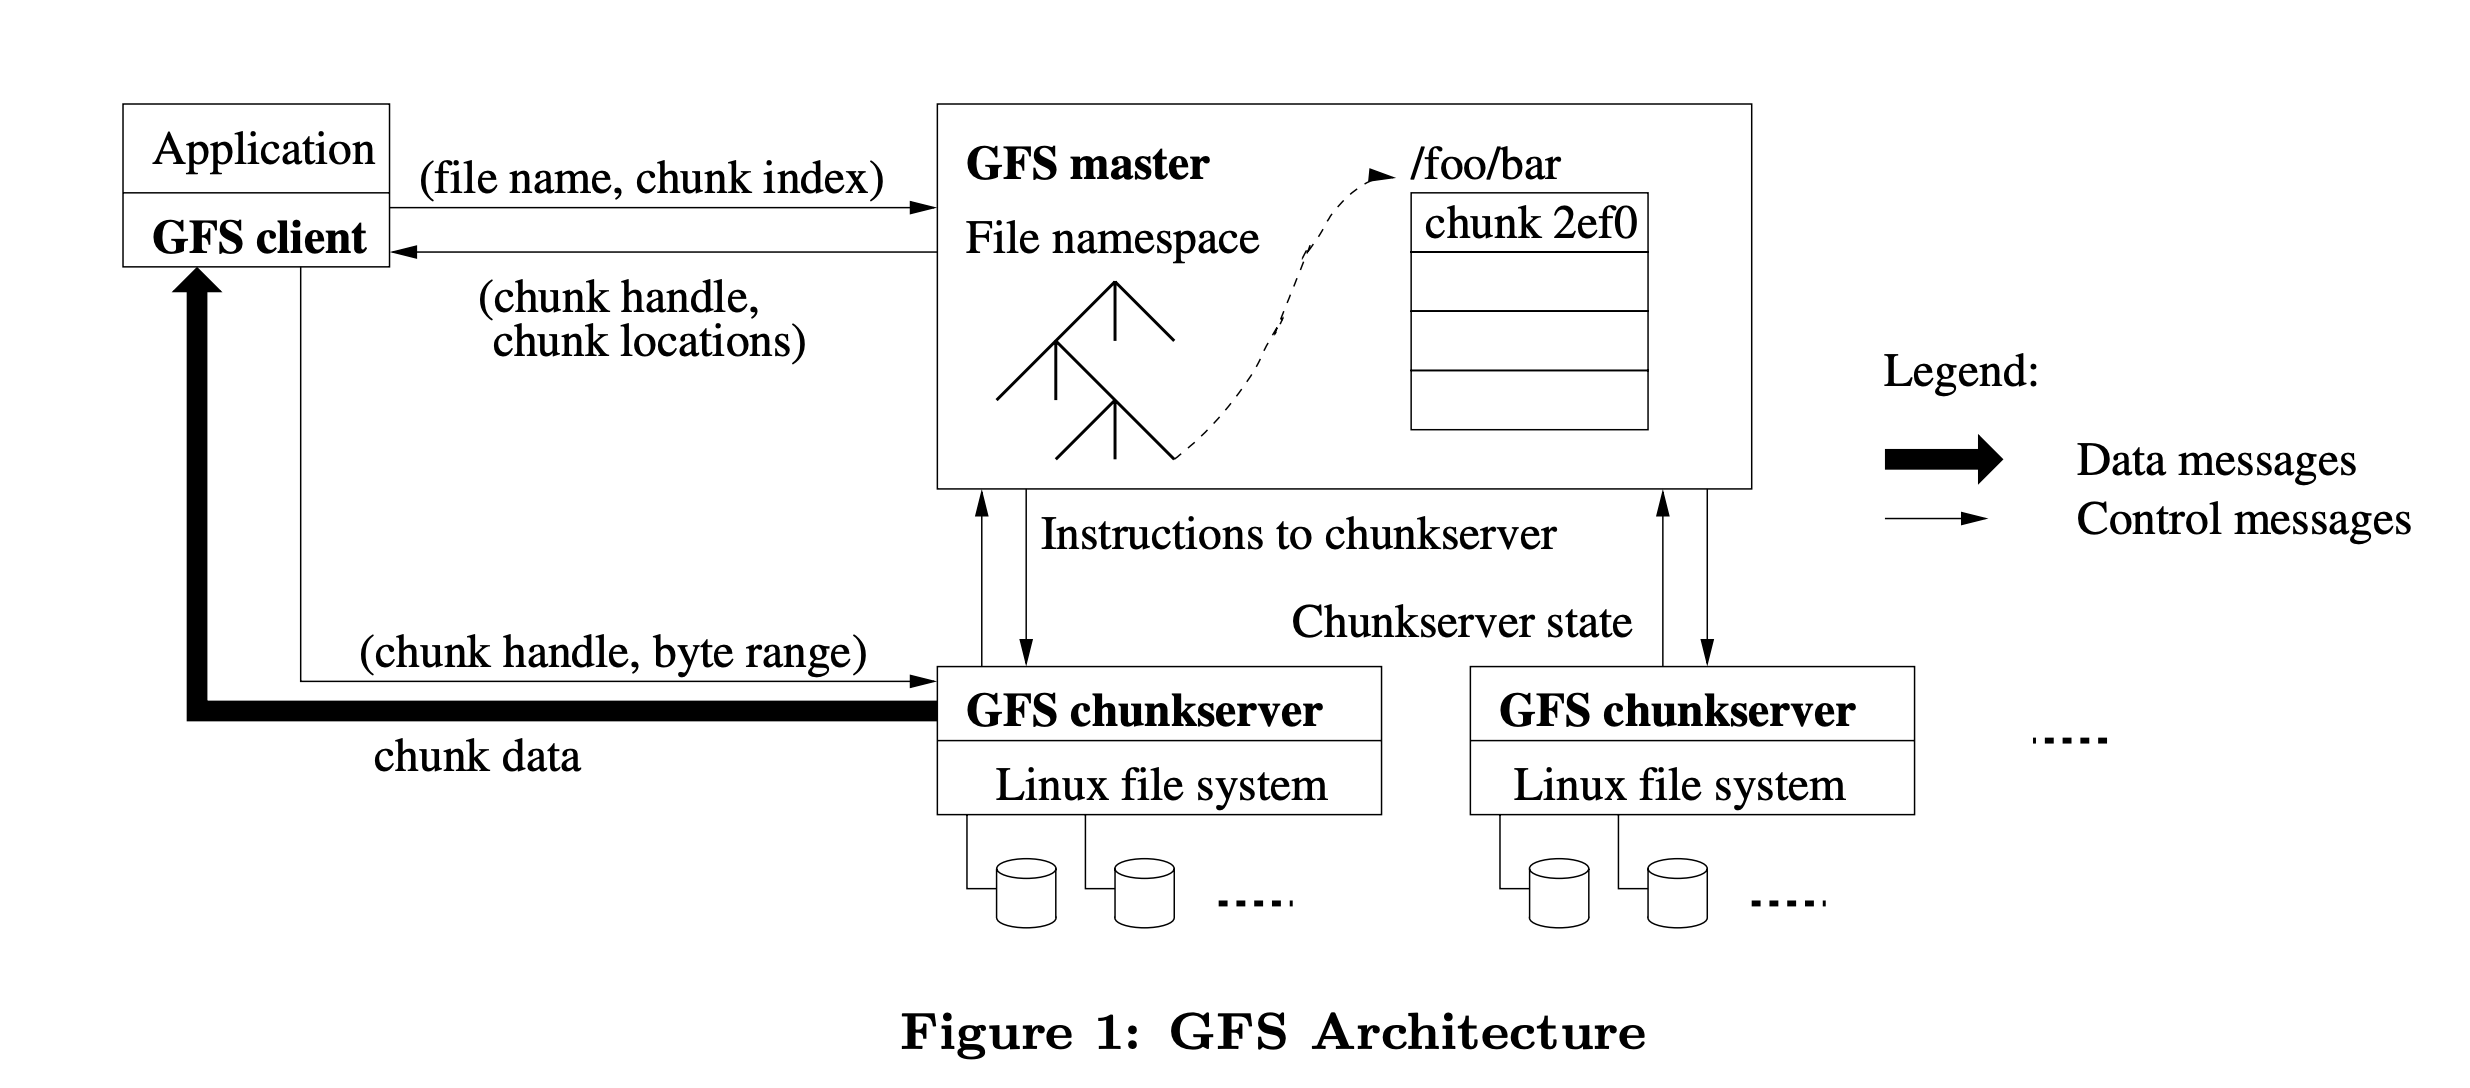 Application
GFS client
(file name, chunk index)
(chunk handle,
chunk locations)
GFS master
File namespace
/foo/bar
chunk 2ef0
Legend:
Data messages
Control messages
Instructions to chunkserver
Chunkserver state
(chunk handle, byte range)
chunk data
GFS chunkserver
Linux file system
GFS chunkserver
Linux file system
Figure 1: GFS Architecture